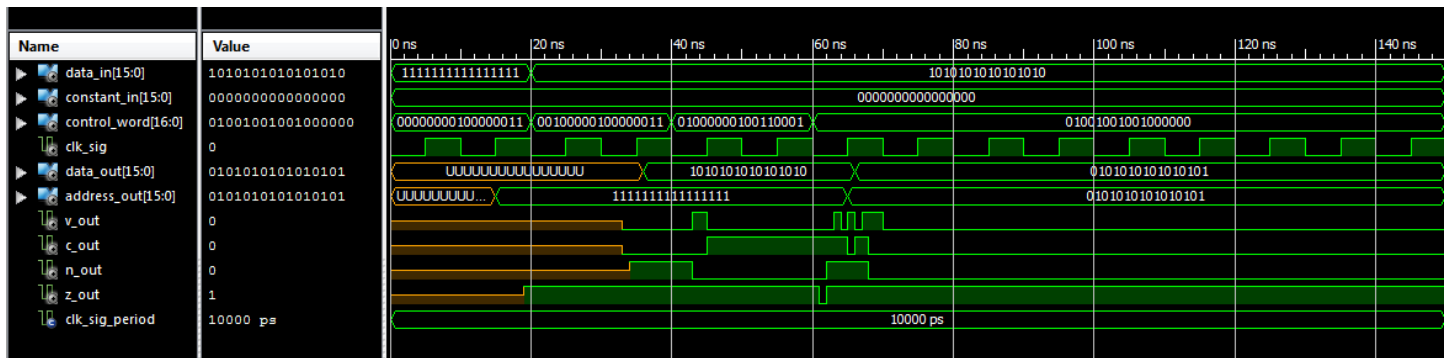 Name Value 0 ns 20 ns 40 ns 60 ns 80 ns 100 ns 120 ns 140 ns
data_in[15:0] 1010101010101010 1111111111111111 1010101010101010
constant_in[15:0] 0000000000000000 0000000000000000
control_word[16:0] 01001001001000000 00000000100000011 00100000100000011 01000000100110001 01001001001000000
clk_sig 0
data_out[15:0] 0101010101010101 UUUUUUUUUUUUUUUU 1010101010101010 0101010101010101
address_out[15:0] 0101010101010101 UUUUUUUUU... 1111111111111111 0101010101010101
v_out 0
c_out 0
n_out 0
z_out 1
clk_sig_period 10000 ps 10000 ps